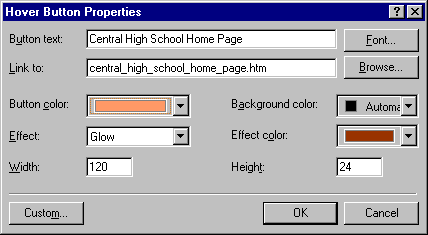 Hover Button Properties
Button text: Central High School Home Page Font...
Link to: central_high_school_home_page.htm Browse...
Button color: Background color: Automa
Effect: Glow Effect color:
Width: 120 Height: 24
Custom... OK Cancel